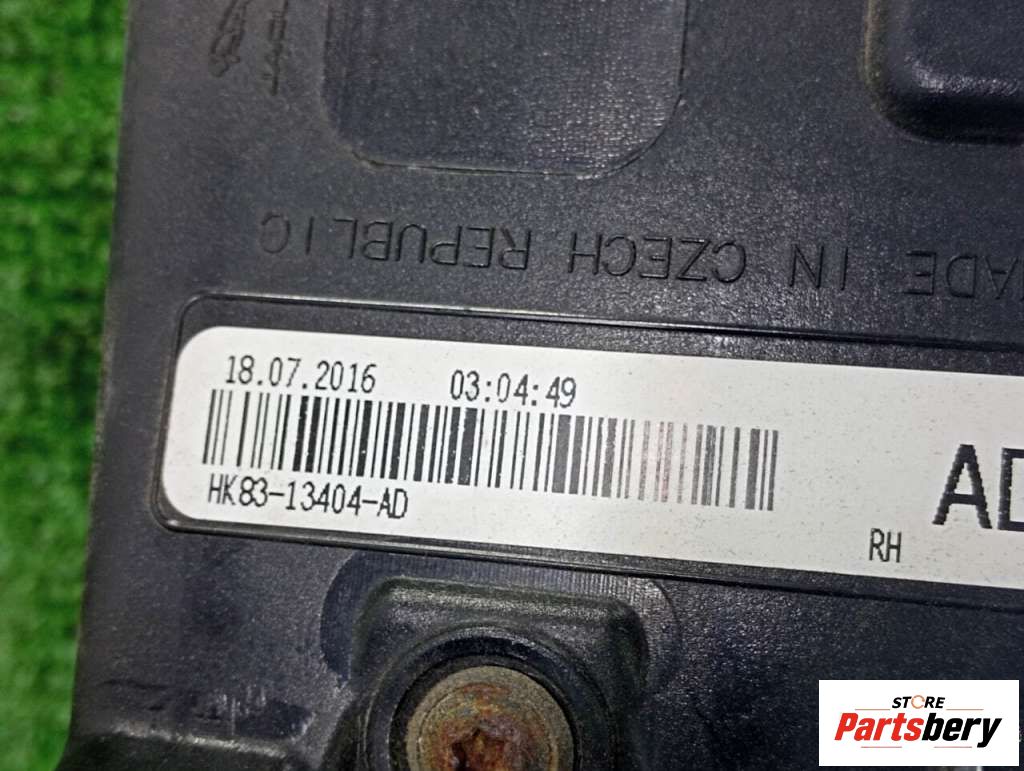 MADE IN CZECH REPUBLIC
18.07.2016 03:04:49
HK83-13404-AD
AD
RH
STORE
Partsbery